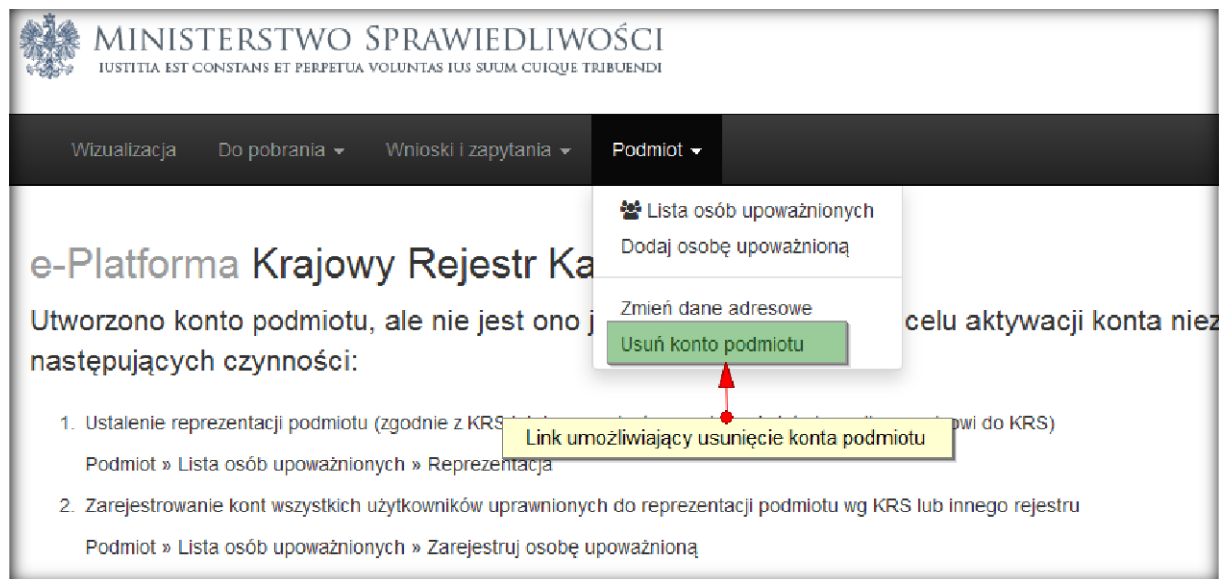 MINISTERSTWO SPRAWIEDLIWOŚCI
IUSTITIA EST CONSTANS ET PERPETUA VOLUNTAS IUS SUUM CUIQUE TRIBUENDI
Wizualizacja Do pobrania Wnioski i zapytania Podmiot
Lista osób upoważnionych
Dodaj osobę upoważnioną
Zmień dane adresowe
Usuń konto podmiotu
e-Platforma Krajowy Rejestr Ka
Utworzono konto podmiotu, ale nie jest ono j celu aktywacji konta niez
następujących czynności:
1. Ustalenie reprezentacji podmiotu (zgodnie z KRS do KRS)
Link umożliwiający usunięcie konta podmiotu
Podmiot » Lista osób upoważnionych » Reprezentacja
2. Zarejestrowanie kont wszystkich użytkowników uprawnionych do reprezentacji podmiotu wg KRS lub innego rejestru
Podmiot » Lista osób upoważnionych » Zarejestruj osobę upoważnioną